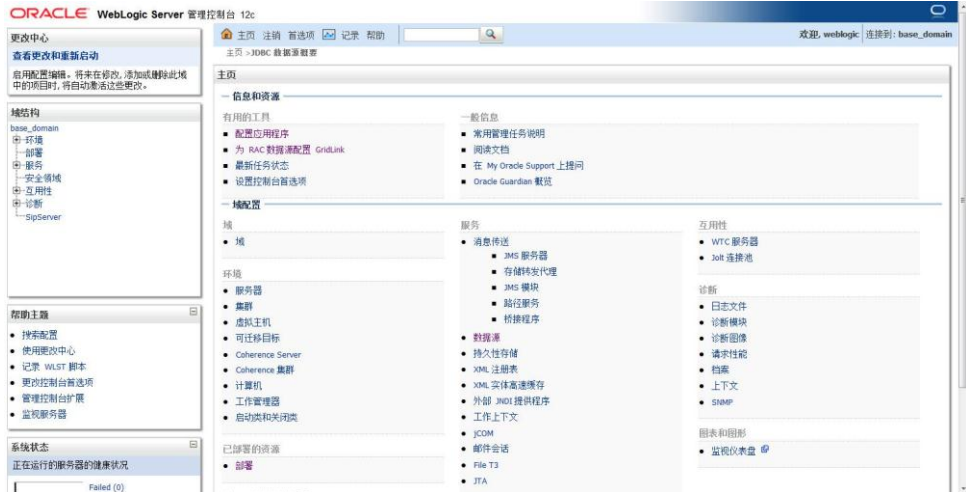 ORACLE WebLogic Server 管理控制台 12c
更改中心
查看更改和重新启动
启用配置编辑。将来在修改, 添加或删除此域
中的项目时, 将自动激活这些更改。
域结构
base_domain
环境
部署
服务
安全领域
互用性
诊断
SipServer
帮助主题
搜索配置
使用更改中心
记录 WLST 脚本
更改控制台首选项
管理控制台扩展
监视服务器
系统状态
正在运行的服务器的健康状况
Failed (0)
主页 注销 首选项 记录 帮助
欢迎, weblogic 连接到: base_domain
主页 >JDBC 数据源概要
主页
信息和资源
有用的工具
配置应用程序
为 RAC 数据源配置 GridLink
最新任务状态
设置控制台首选项
一般信息
常用管理任务说明
阅读文档
在 My Oracle Support 上提问
Oracle Guardian 概览
域配置
域
域
环境
服务器
集群
虚拟主机
可迁移目标
Coherence Server
Coherence 集群
计算机
工作管理器
启动类和关闭类
已部署的资源
部署
服务
消息传送
JMS 服务器
存储转发代理
JMS 模块
路径服务
桥接程序
数据源
持久性存储
XML 注册表
XML 实体高速缓存
外部 JNDI 提供程序
工作上下文
jCOM
邮件会话
File T3
JTA
互用性
WTC 服务器
Jolt 连接池
诊断
日志文件
诊断模块
诊断图像
请求性能
档案
上下文
SNMP
图表和图形
监视仪表盘